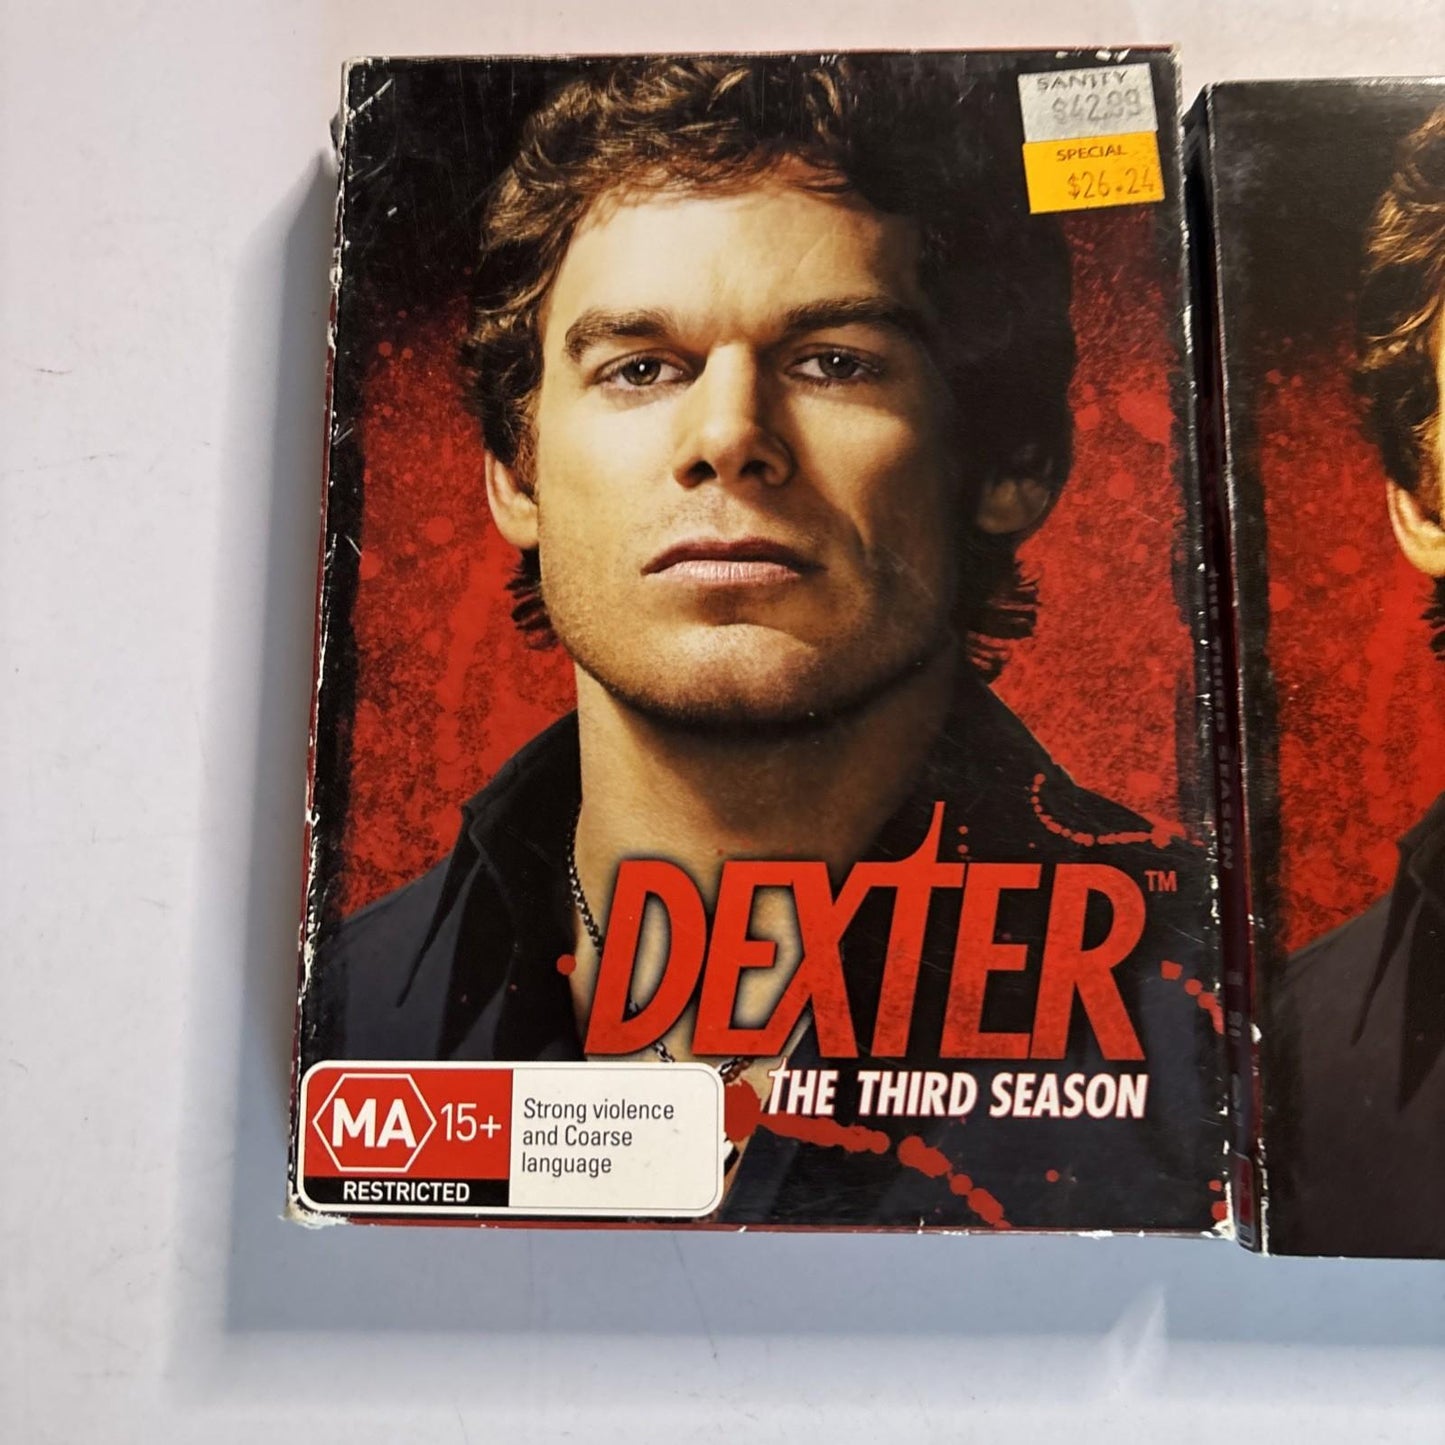 SANITY
$42.99
SPECIAL
$26.24
DEXTER™
THE THIRD SEASON
MA 15+
RESTRICTED
Strong violence
and Coarse
language
THE THIRD SEASON